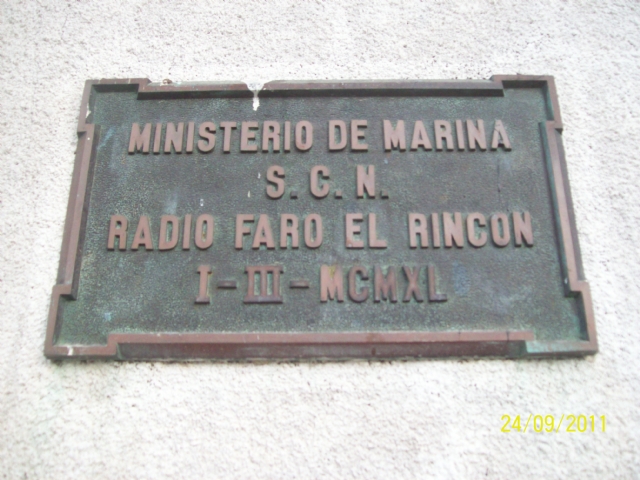 MINISTERIO DE MARINA
S. C. N.
RADIO FARO EL RINCON
I-III-MCMXL
24/09/2011